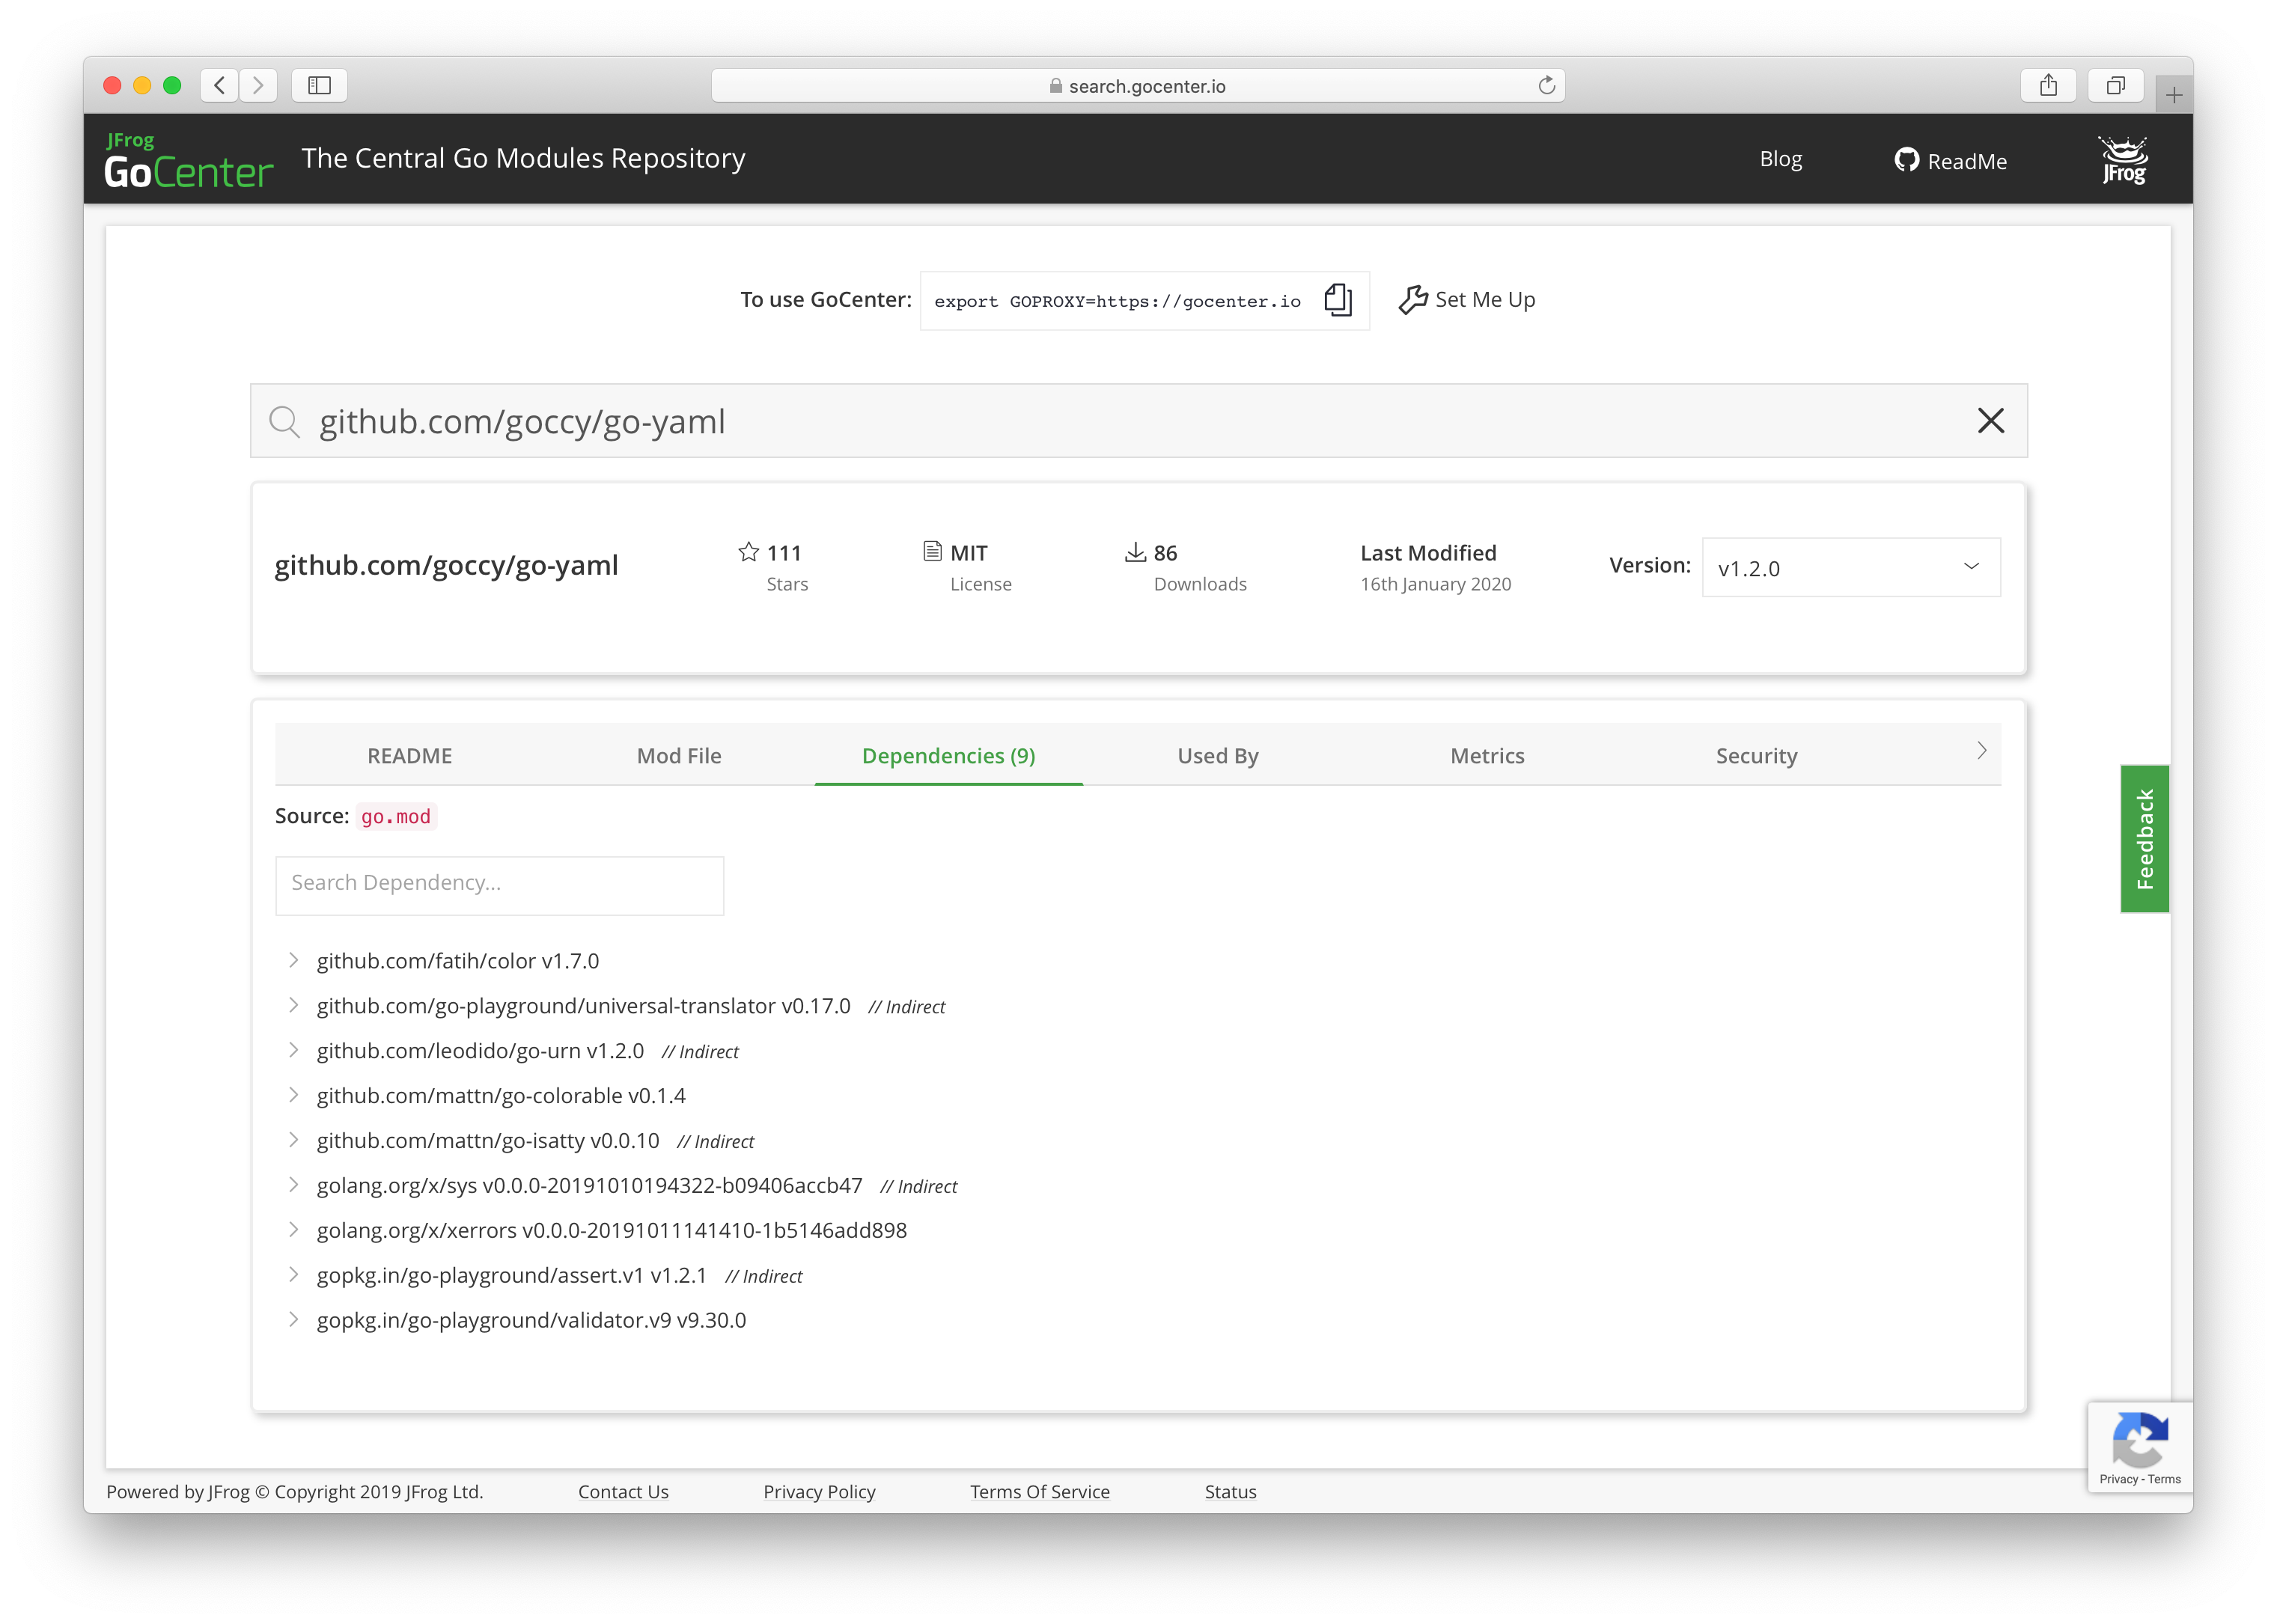 search.gocenter.io
JFrog
GoCenter
The Central Go Modules Repository
Blog
ReadMe
JFrog
To use GoCenter:
export GOPROXY=https://gocenter.io
Set Me Up
github.com/goccy/go-yaml
github.com/goccy/go-yaml
111
Stars
MIT
License
86
Downloads
Last Modified
16th January 2020
Version:
v1.2.0
README
Mod File
Dependencies (9)
Used By
Metrics
Security
Source: go.mod
Search Dependency...
github.com/fatih/color v1.7.0
github.com/go-playground/universal-translator v0.17.0 // Indirect
github.com/leodido/go-urn v1.2.0 // Indirect
github.com/mattn/go-colorable v0.1.4
github.com/mattn/go-isatty v0.0.10 // Indirect
golang.org/x/sys v0.0.0-20191010194322-b09406accb47 // Indirect
golang.org/x/xerrors v0.0.0-20191011141410-1b5146add898
gopkg.in/go-playground/assert.v1 v1.2.1 // Indirect
gopkg.in/go-playground/validator.v9 v9.30.0
Feedback
Privacy - Terms
Powered by JFrog © Copyright 2019 JFrog Ltd.
Contact Us
Privacy Policy
Terms Of Service
Status